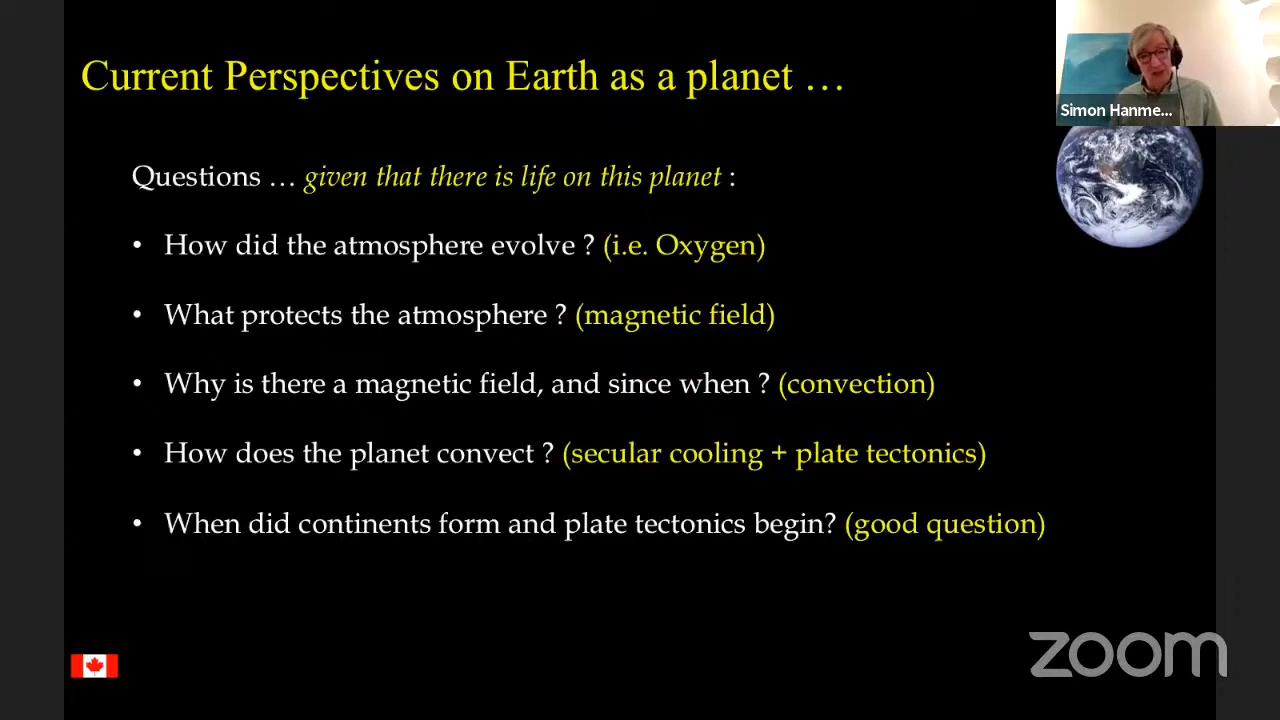 Current Perspectives on Earth as a planet …
Simon Hanme...
Questions … given that there is life on this planet :
• How did the atmosphere evolve ? (i.e. Oxygen)
• What protects the atmosphere ? (magnetic field)
• Why is there a magnetic field, and since when ? (convection)
• How does the planet convect ? (secular cooling + plate tectonics)
• When did continents form and plate tectonics begin? (good question)
zoom